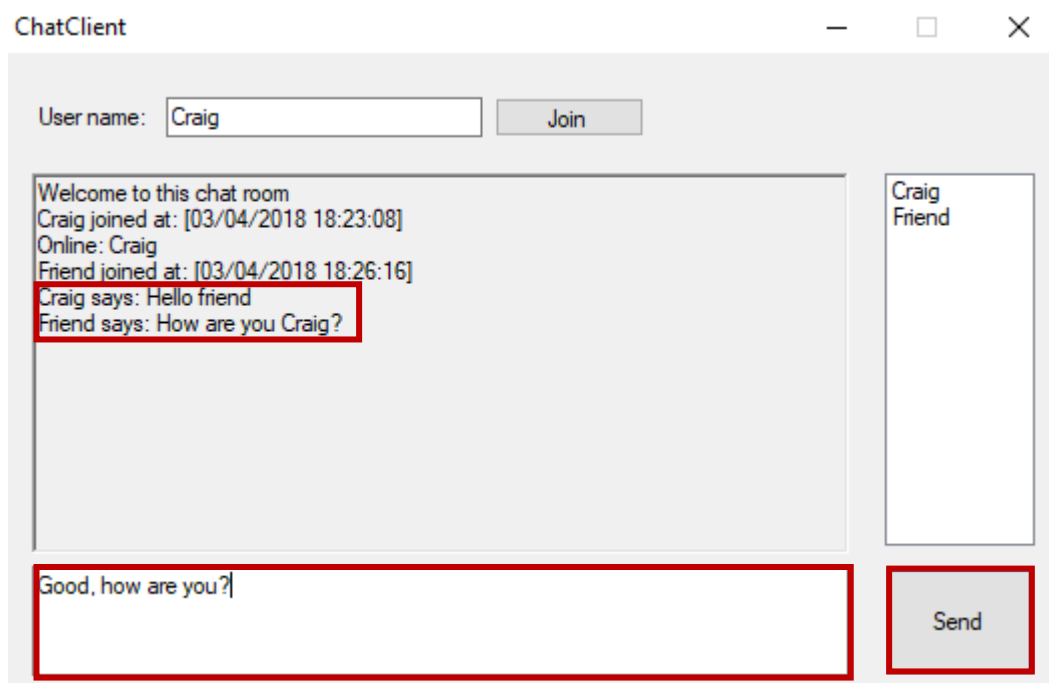 ChatClient
User name: Craig Join
Welcome to this chat room
Craig joined at: [03/04/2018 18:23:08]
Online: Craig
Friend joined at: [03/04/2018 18:26:16]
Craig says: Hello friend
Friend says: How are you Craig?
Craig
Friend
Good, how are you?
Send